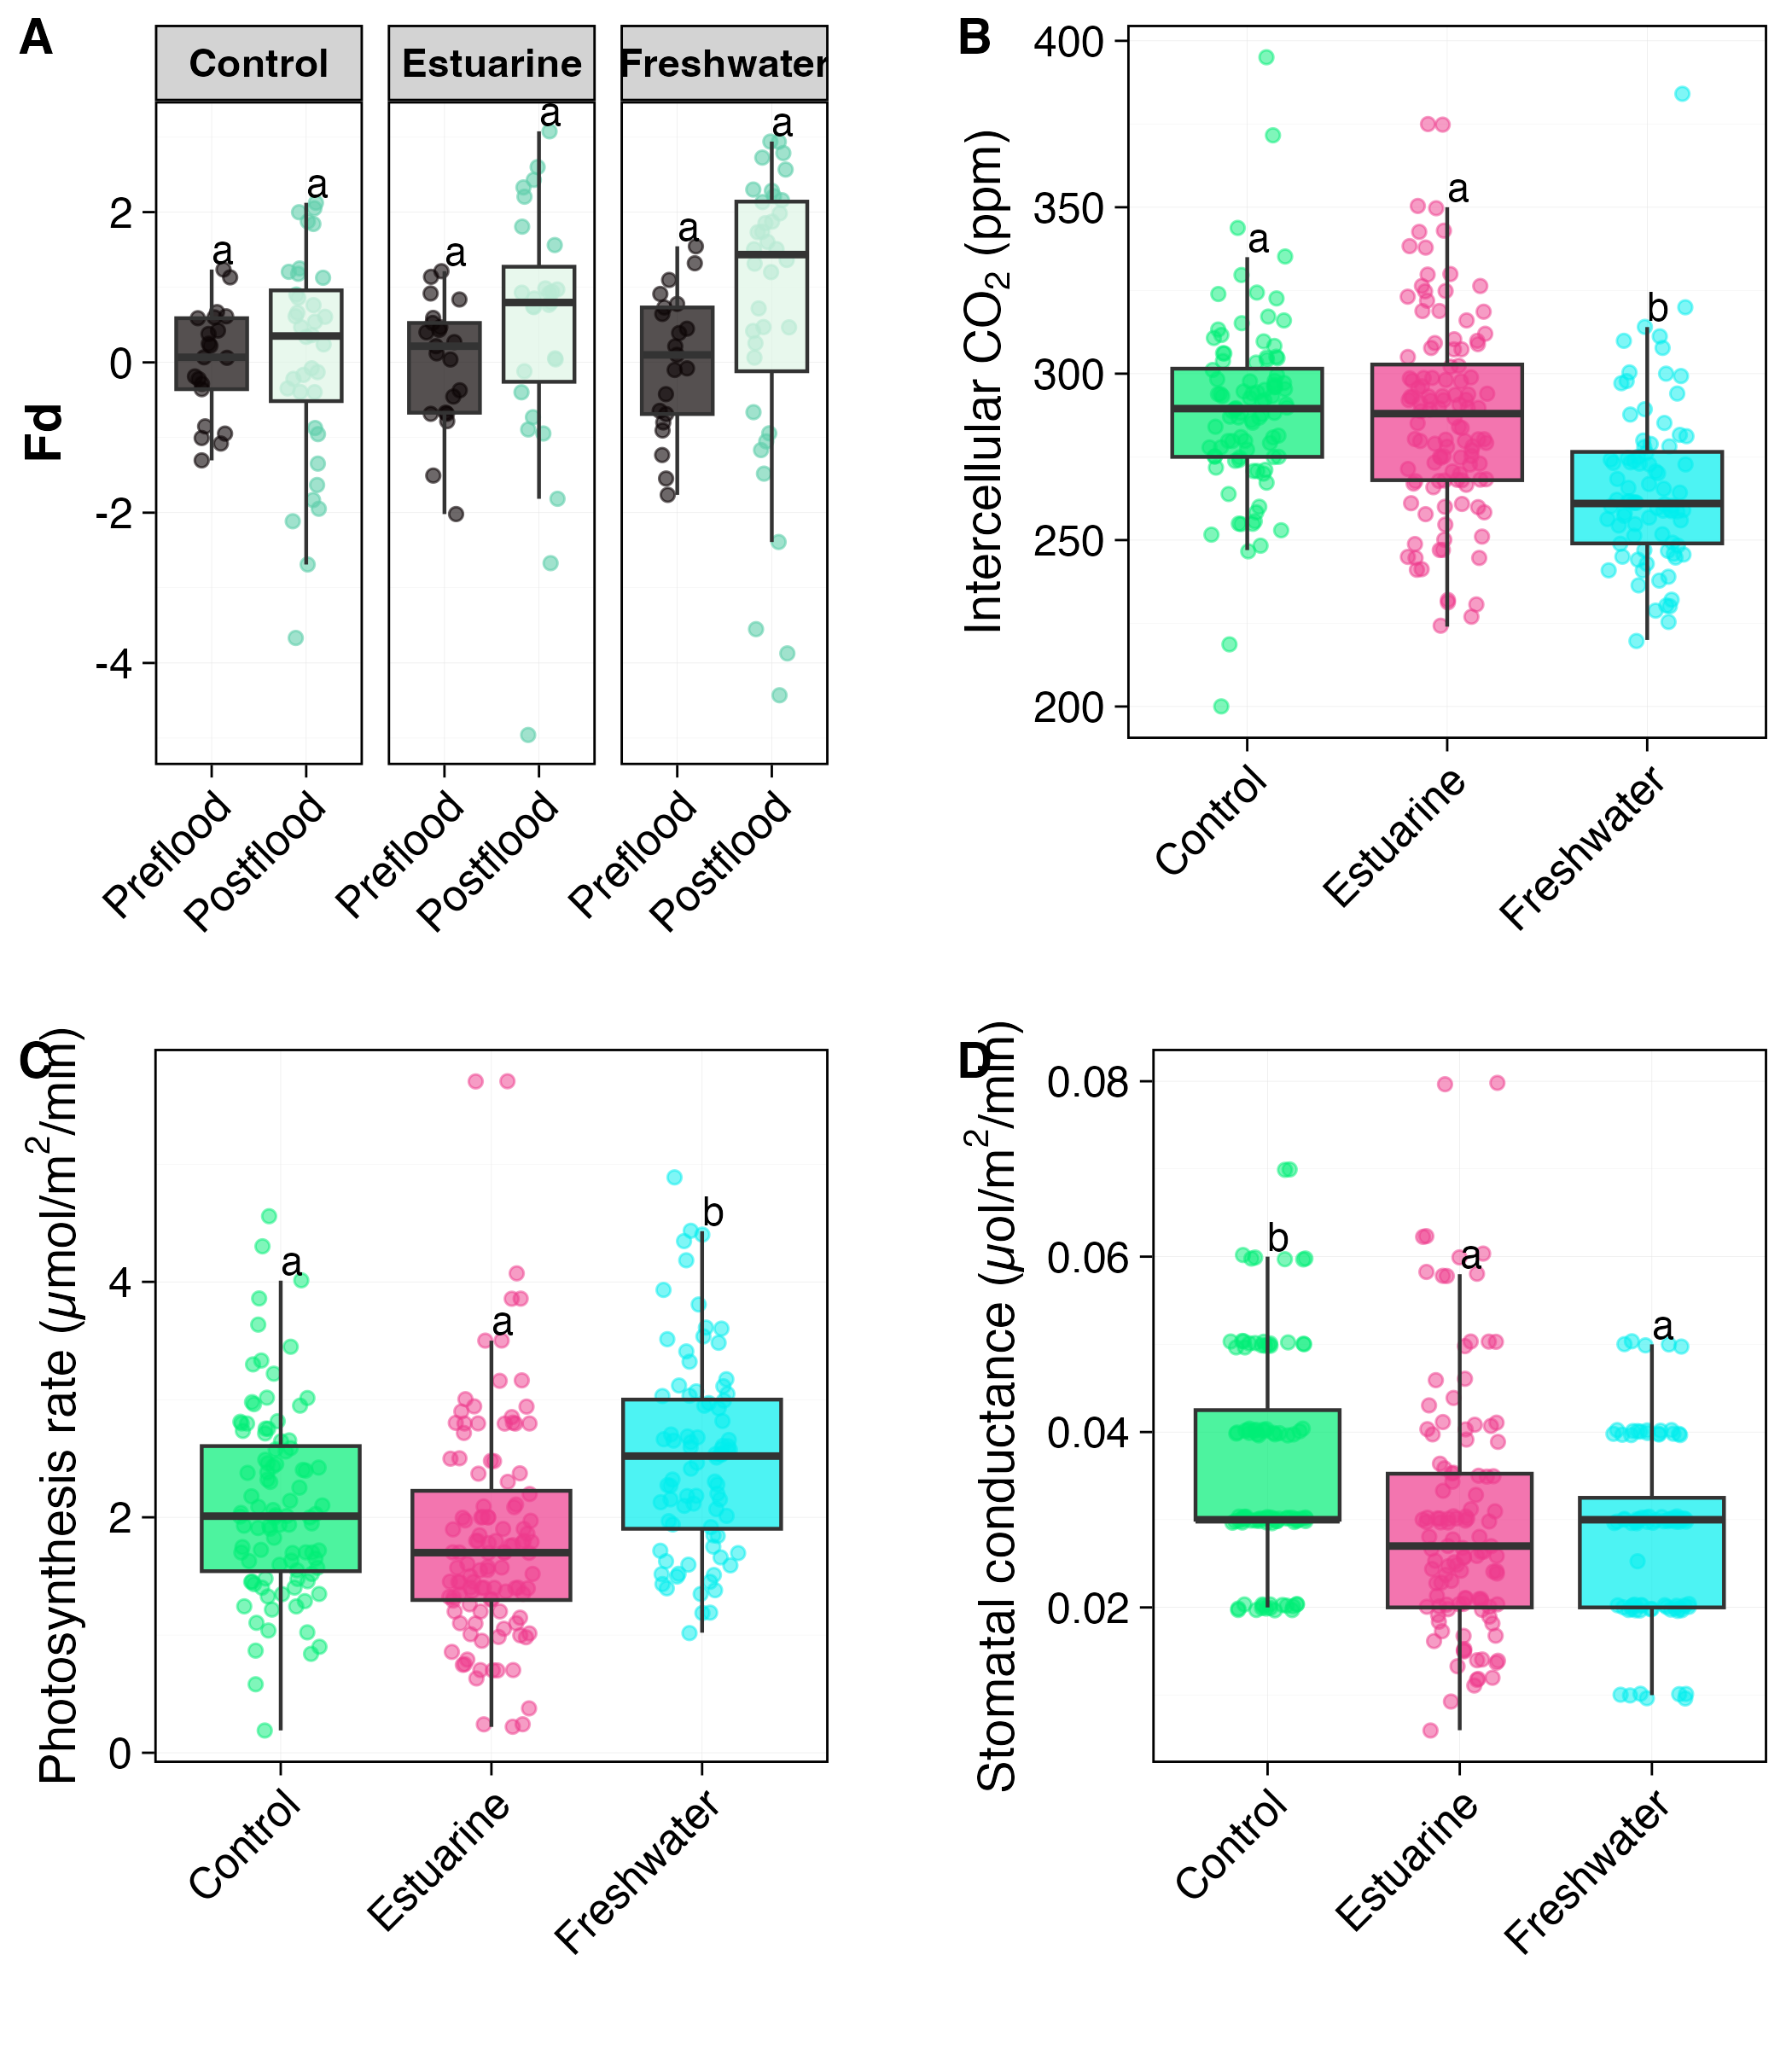 A
Control
Estuarine
Freshwater
Fd
2
0
-2
-4
a
a
a
a
a
a
Preflood
Postflood
Preflood
Postflood
Preflood
Postflood
B
Intercellular CO₂ (ppm)
400
350
300
250
200
a
a
b
Control
Estuarine
Freshwater
C
Photosynthesis rate (µmol/m²/min)
4
2
0
a
a
b
Control
Estuarine
Freshwater
D
Stomatal conductance (µol/m²/min)
0.08
0.06
0.04
0.02
b
a
a
Control
Estuarine
Freshwater